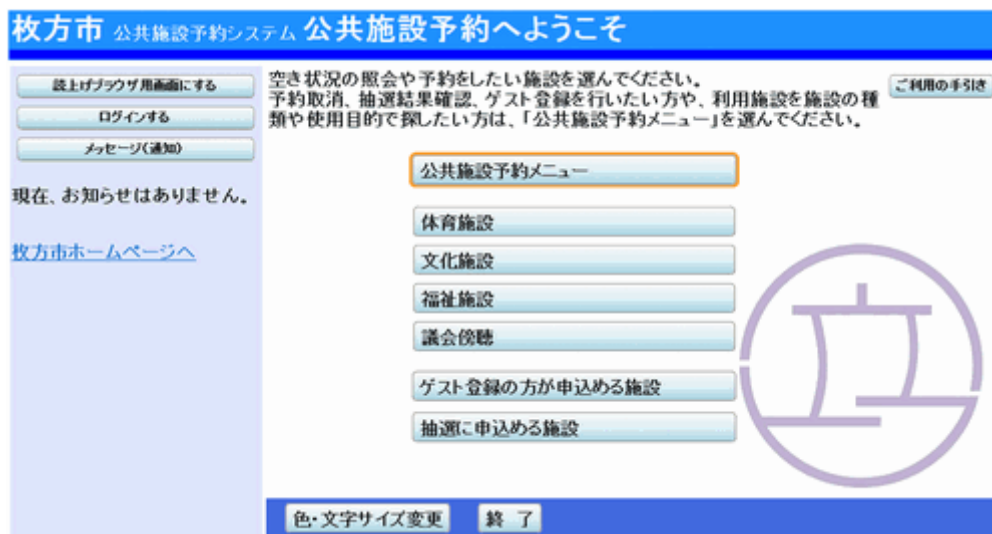 枚方市 公共施設予約システム 公共施設予約へようこそ
読上げブラウザ用画面にする
ログインする
メッセージ(通知)
現在、お知らせはありません。
枚方市ホームページへ
空き状況の照会や予約をしたい施設を選んでください。
予約取消、抽選結果確認、ゲスト登録を行いたい方や、利用施設を施設の種
類や使用目的で探したい方は、「公共施設予約メニュー」を選んでください。
ご利用の手引き
公共施設予約メニュー
体育施設
文化施設
福祉施設
議会傍聴
ゲスト登録の方が申込める施設
抽選に申込める施設
色・文字サイズ変更
終 了